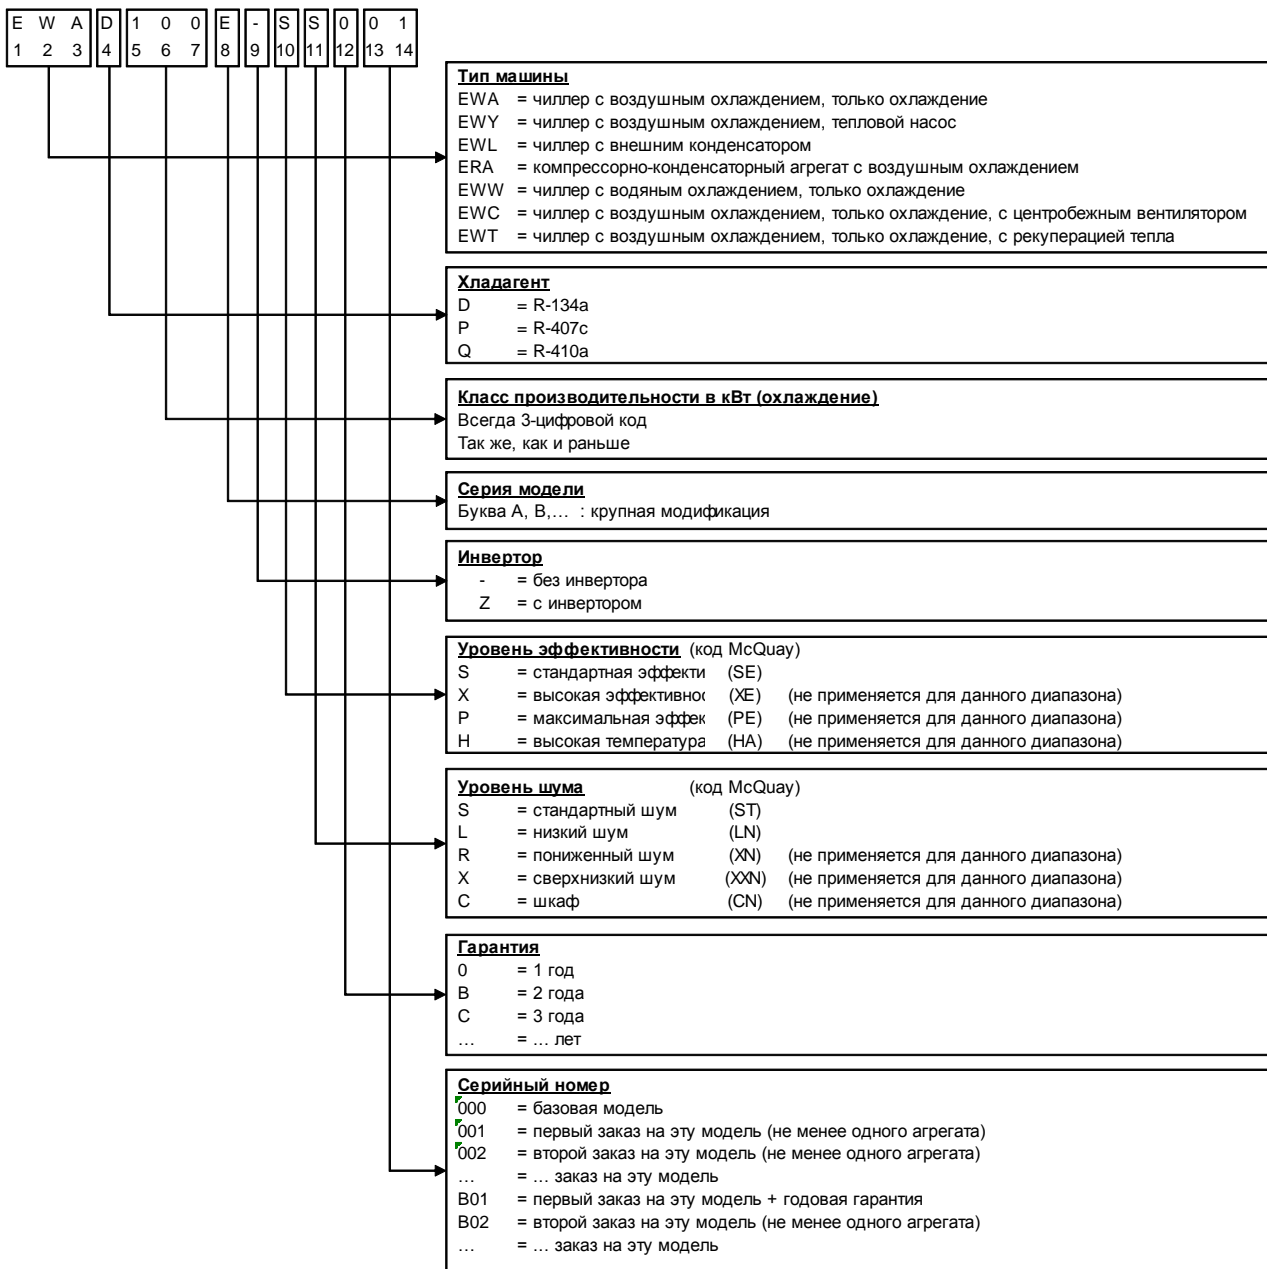 E W A D 1 0 0 E - S S 0 0 1
1 2 3 4 5 6 7 8 9 10 11 12 13 14
Тип машины
EWA = чиллер с воздушным охлаждением, только охлаждение
EWY = чиллер с воздушным охлаждением, тепловой насос
EWL = чиллер с внешним конденсатором
ERA = компрессорно-конденсаторный агрегат с воздушным охлаждением
EWW = чиллер с водяным охлаждением, только охлаждение
EWC = чиллер с воздушным охлаждением, только охлаждение, с центробежным вентилятором
EWT = чиллер с воздушным охлаждением, только охлаждение, с рекуперацией тепла
Хладагент
D = R-134a
P = R-407c
Q = R-410a
Класс производительности в кВт (охлаждение)
Всегда 3-цифровой код
Так же, как и раньше
Серия модели
Буква A, B,… : крупная модификация
Инвертор
- = без инвертора
Z = с инвертором
Уровень эффективности (код McQuay)
S = стандартная эффекти (SE)
X = высокая эффективнос (XE) (не применяется для данного диапазона)
P = максимальная эффек (PE) (не применяется для данного диапазона)
H = высокая температура (HA) (не применяется для данного диапазона)
Уровень шума (код McQuay)
S = стандартный шум (ST)
L = низкий шум (LN)
R = пониженный шум (XN) (не применяется для данного диапазона)
X = сверхнизкий шум (XXN) (не применяется для данного диапазона)
C = шкаф (CN) (не применяется для данного диапазона)
Гарантия
0 = 1 год
B = 2 года
C = 3 года
… = … лет
Серийный номер
000 = базовая модель
001 = первый заказ на эту модель (не менее одного агрегата)
002 = второй заказ на эту модель (не менее одного агрегата)
… = … заказ на эту модель
B01 = первый заказ на эту модель + годовая гарантия
B02 = второй заказ на эту модель (не менее одного агрегата)
… = … заказ на эту модель